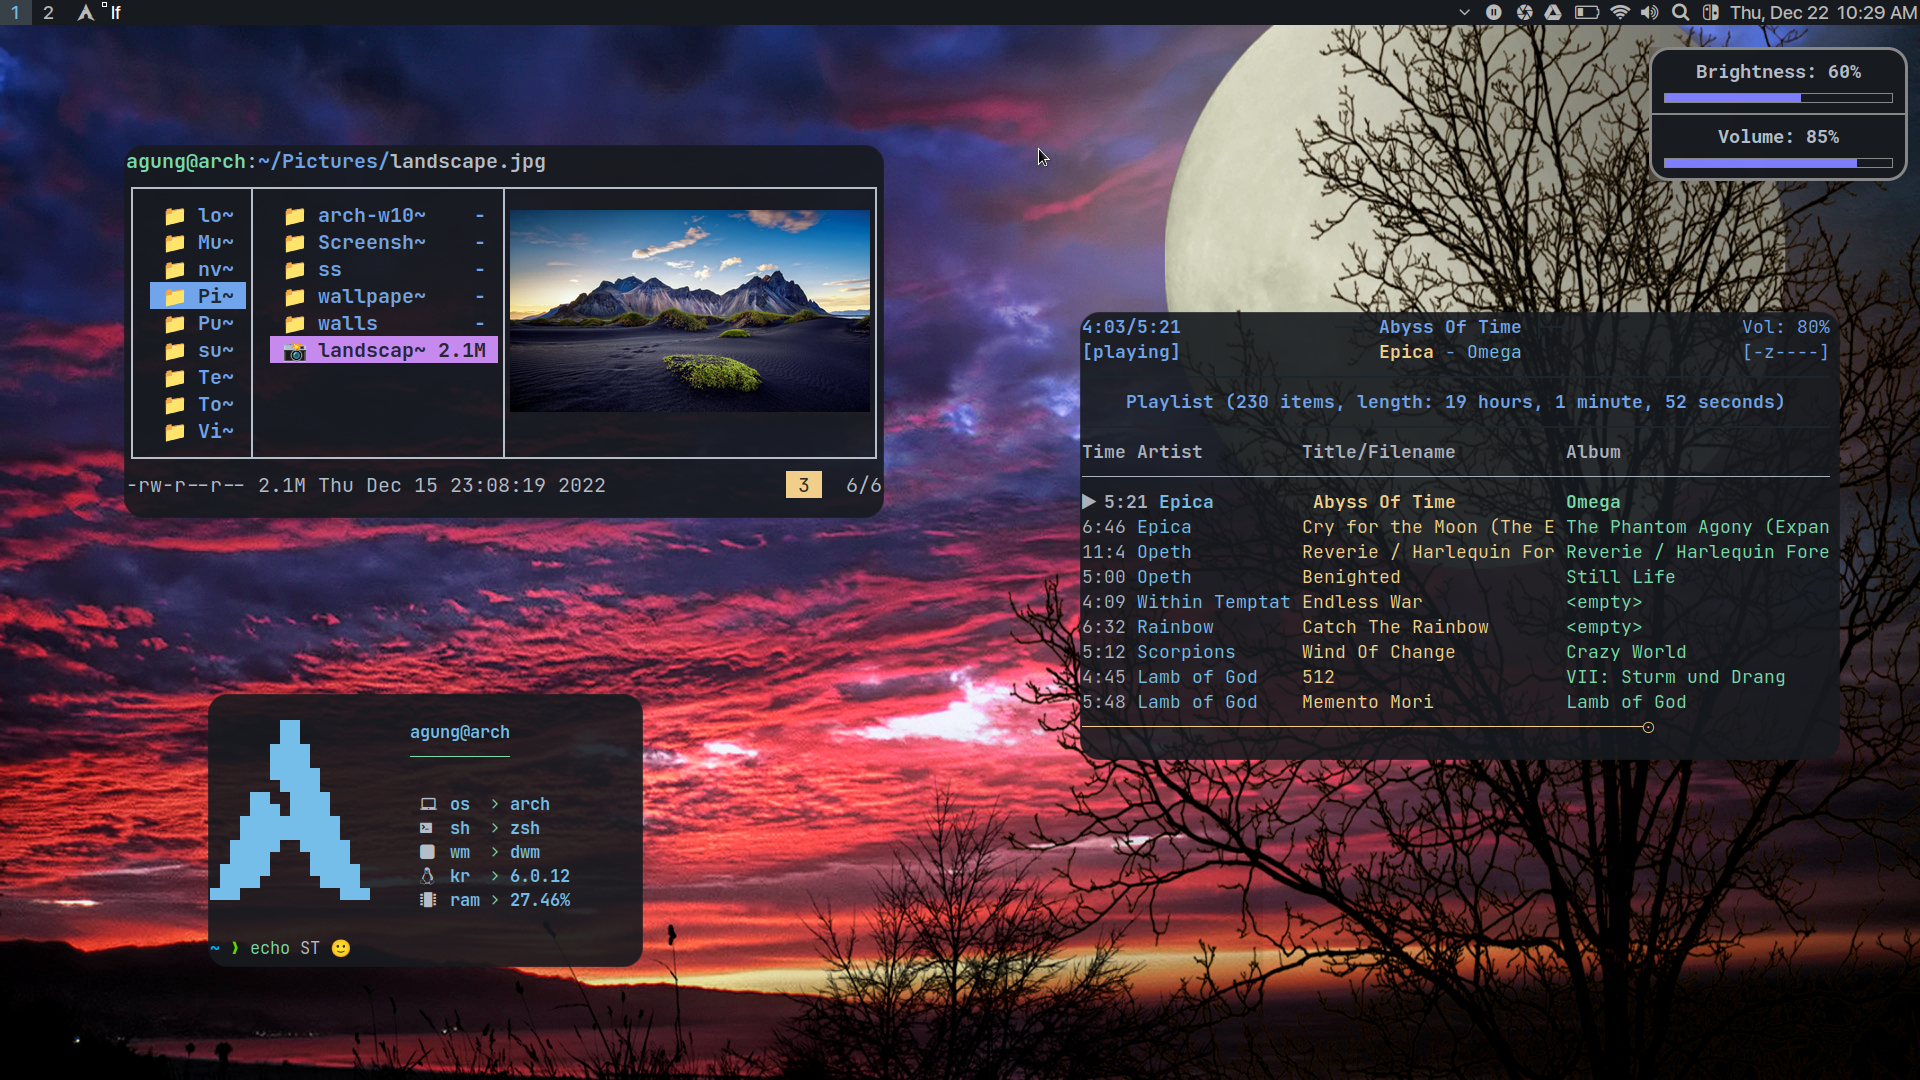 1 2 lf Thu, Dec 22 10:29 AM
Brightness: 60%
Volume: 85%
agung@arch:~/Pictures/landscape.jpg
lo~ arch-w10~ -
Mu~ Screensh~ -
nv~ ss -
Pi~ wallpape~ -
Pu~ walls -
su~ landscap~ 2.1M
Te~
To~
Vi~
-rw-r--r-- 2.1M Thu Dec 15 23:08:19 2022 3 6/6
4:03/5:21 Abyss Of Time Vol: 80%
[playing] Epica - Omega [-z----]
Playlist (230 items, length: 19 hours, 1 minute, 52 seconds)
Time Artist Title/Filename Album
5:21 Epica Abyss Of Time Omega
6:46 Epica Cry for the Moon (The E The Phantom Agony (Expan
11:4 Opeth Reverie / Harlequin For Reverie / Harlequin Fore
5:00 Opeth Benighted Still Life
4:09 Within Temptat Endless War <empty>
6:32 Rainbow Catch The Rainbow <empty>
5:12 Scorpions Wind Of Change Crazy World
4:45 Lamb of God 512 VII: Sturm und Drang
5:48 Lamb of God Memento Mori Lamb of God
agung@arch
os > arch
sh > zsh
wm > dwm
kr > 6.0.12
ram > 27.46%
~ ❯ echo ST 🙂